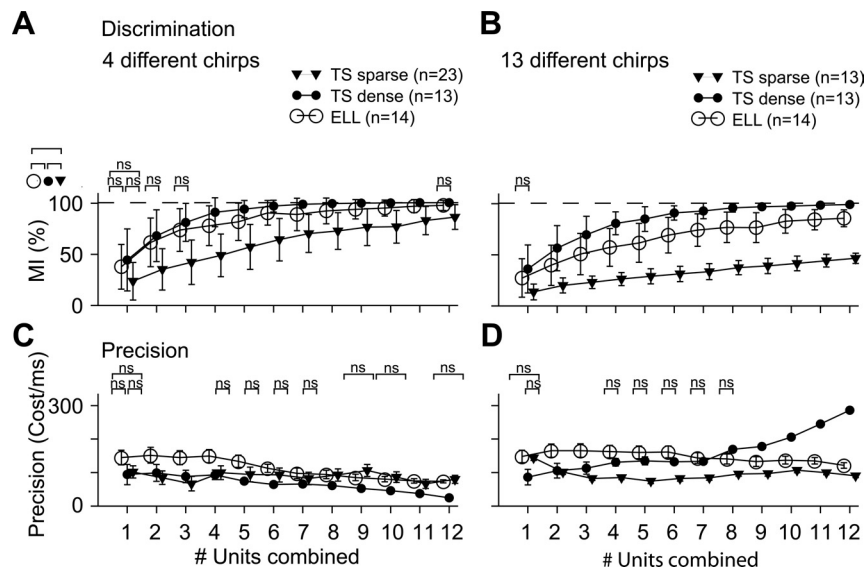 A
Discrimination
4 different chirps
TS sparse (n=23)
TS dense (n=13)
ELL (n=14)
ns
ns ns ns ns ns
100
50
0
MI (%)
B
13 different chirps
TS sparse (n=13)
TS dense (n=13)
ELL (n=14)
ns
100
50
0
C
Precision
ns ns ns ns
ns ns ns ns ns ns
300
100
0
Precision (Cost/ms)
1 2 3 4 5 6 7 8 9 10 11 12
# Units combined
D
ns
ns ns ns ns ns ns
300
100
0
1 2 3 4 5 6 7 8 9 10 11 12
# Units combined